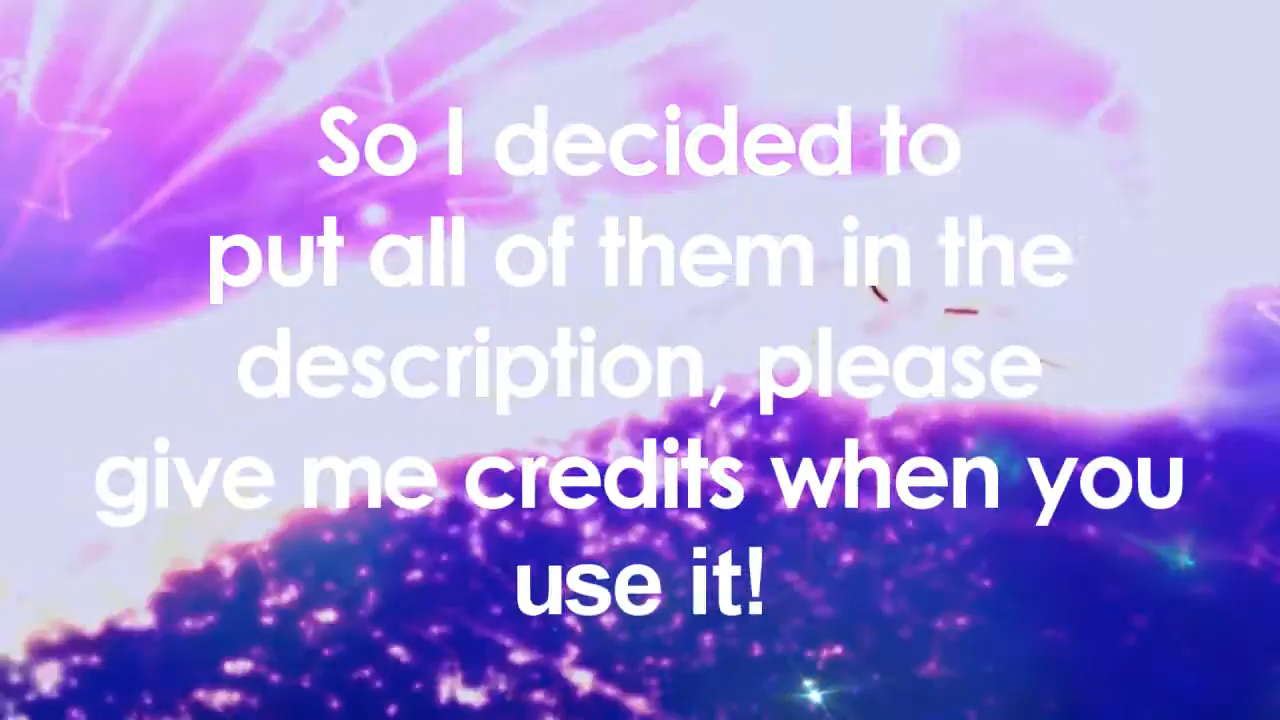 So I decided to
put all of them in the
description, please
give me credits when you
use it!